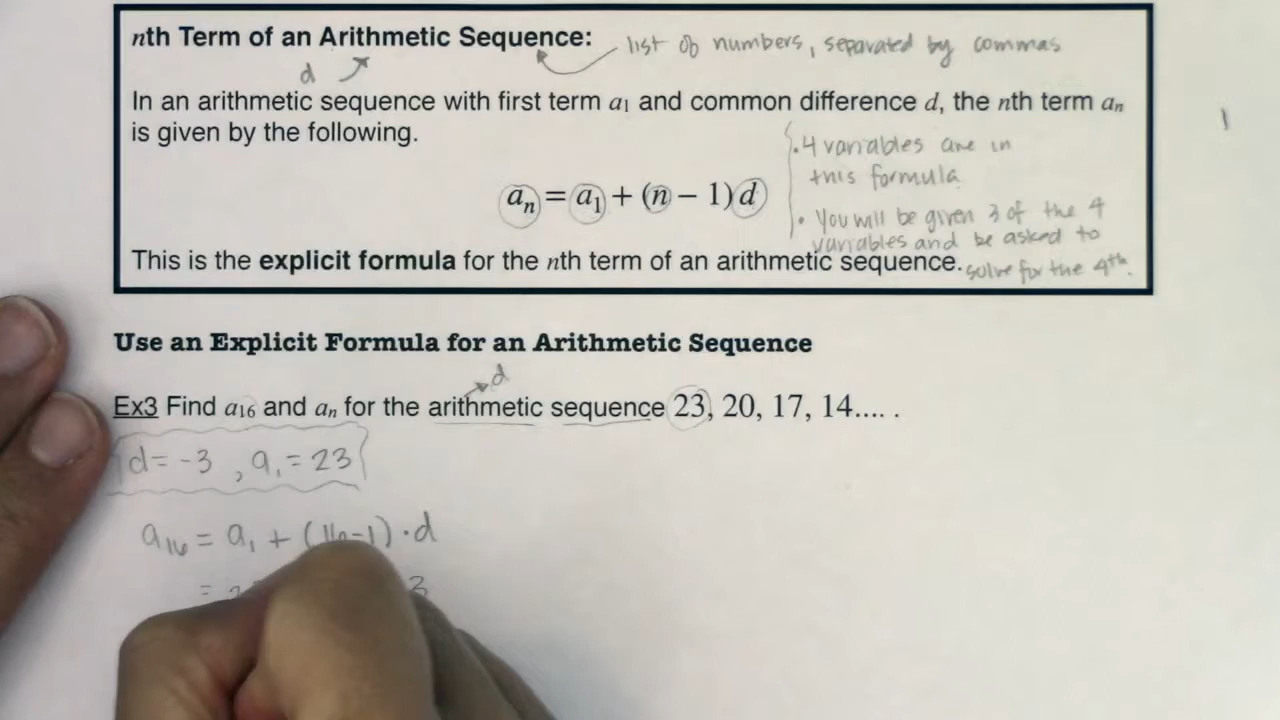 nth Term of an Arithmetic Sequence: list of numbers, separated by commas
d
In an arithmetic sequence with first term a₁ and common difference d, the nth term aₙ
is given by the following.
• 4 variables are in
this formula
aₙ = a₁ + (n − 1)d
• You will be given 3 of the 4
variables and be asked to
This is the explicit formula for the nth term of an arithmetic sequence. solve for the 4th.
Use an Explicit Formula for an Arithmetic Sequence
d
Ex3 Find a₁₆ and aₙ for the arithmetic sequence 23, 20, 17, 14.... .
d = -3 , a₁ = 23
a₁₆ = a₁ + (16-1) · d
= 3